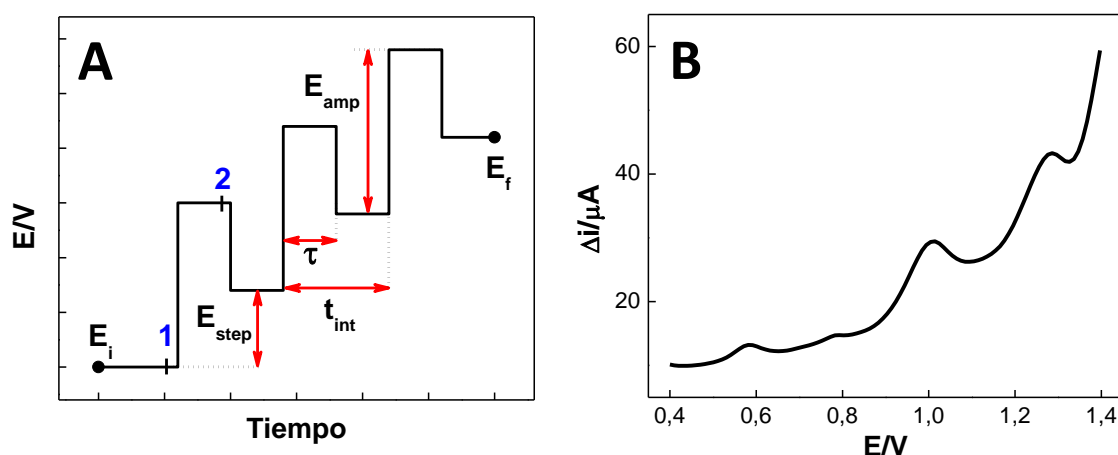 A
E/V
E_i
1
2
E_step
E_amp
τ
t_int
E_f
Tiempo
B
Δi/μA
60
40
20
0,4 0,6 0,8 1,0 1,2 1,4
E/V